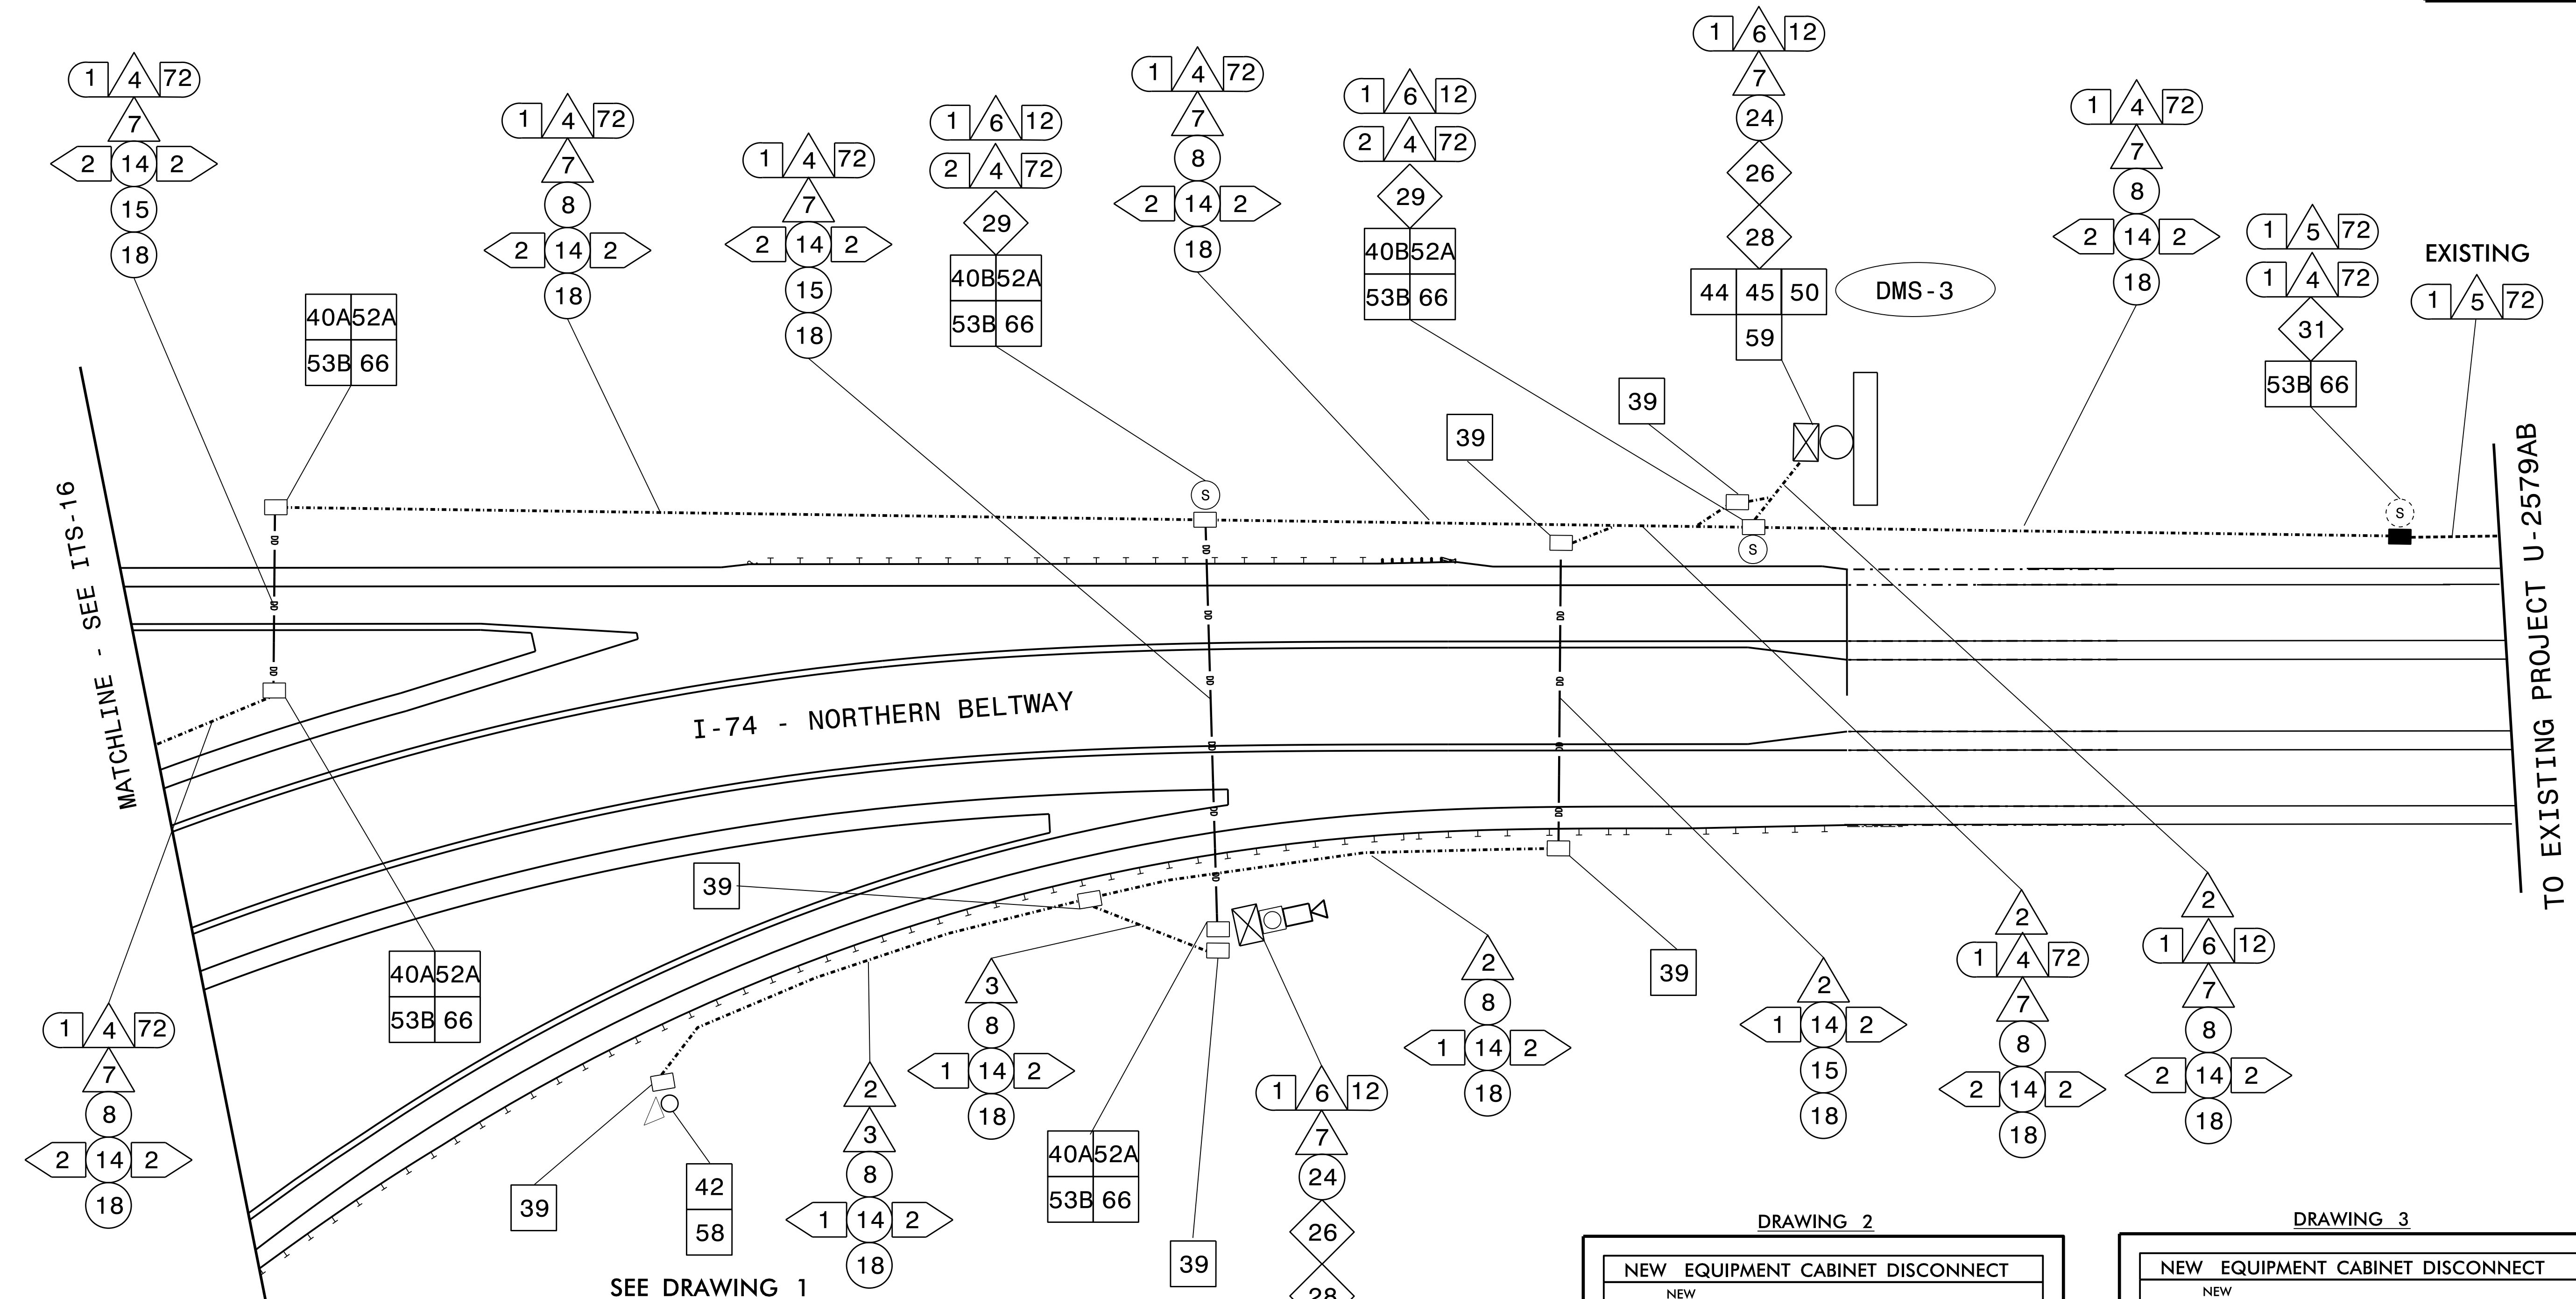 1 4 72
7
2 14 2
15
18
40A 52A
53B 66
1 4 72
7
8
2 14 2
18
1 4 72
7
2 14 2
15
18
1 6 12
2 4 72
29
40B 52A
53B 66
S
1 4 72
7
8
2 14 2
18
1 6 12
2 4 72
29
40B 52A
53B 66
S
39
39
1 6 12
7
24
26
28
44 45 50
59
DMS-3
1 4 72
7
8
2 14 2
18
1 5 72
1 4 72
31
53B 66
S
EXISTING
1 5 72
MATCHLINE - SEE ITS-16
I-74 - NORTHERN BELTWAY
TO EXISTING PROJECT U-2579AB
1 4 72
7
8
2 14 2
18
40A 52A
53B 66
39
39
42
58
SEE DRAWING 1
2
3
8
1 14 2
18
3
8
1 14 2
18
40A 52A
53B 66
39
1 6 12
7
24
26
28
2
8
1 14 2
18
39
2
1 14 2
15
18
2
1 4 72
7
8
2 14 2
18
2
1 6 12
7
8
2 14 2
18
DRAWING 2
NEW EQUIPMENT CABINET DISCONNECT
NEW
DRAWING 3
NEW EQUIPMENT CABINET DISCONNECT
NEW